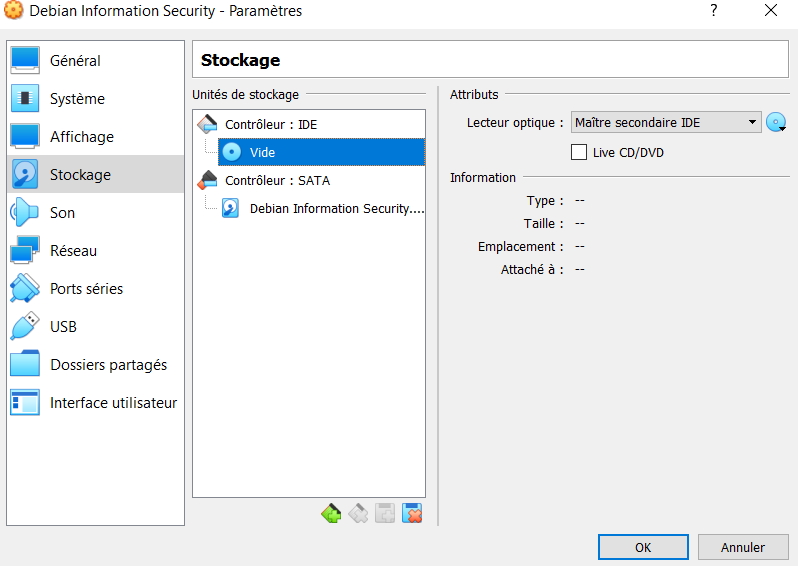 Debian Information Security - Paramètres
?
Général
Système
Affichage
Stockage
Son
Réseau
Ports séries
USB
Dossiers partagés
Interface utilisateur
Stockage
Unités de stockage
Contrôleur : IDE
Vide
Contrôleur : SATA
Debian Information Security....
Attributs
Lecteur optique : Maître secondaire IDE
Live CD/DVD
Information
Type : --
Taille : --
Emplacement : --
Attaché à : --
OK
Annuler